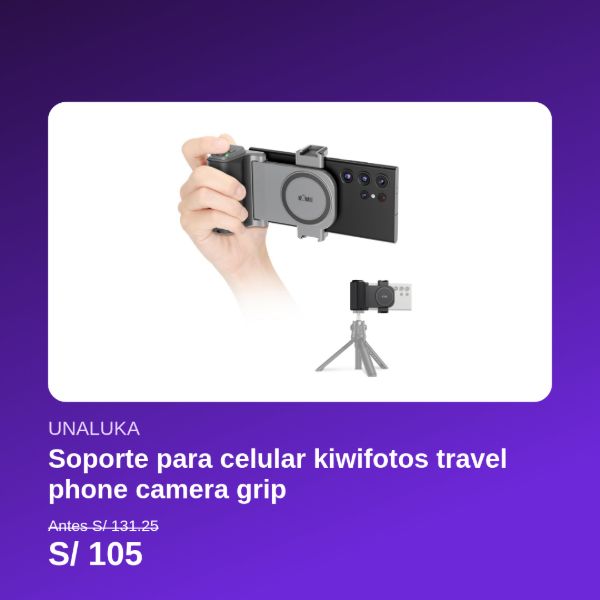 UNALUKA
Soporte para celular kiwifotos travel
phone camera grip
Antes S/ 131.25
S/ 105